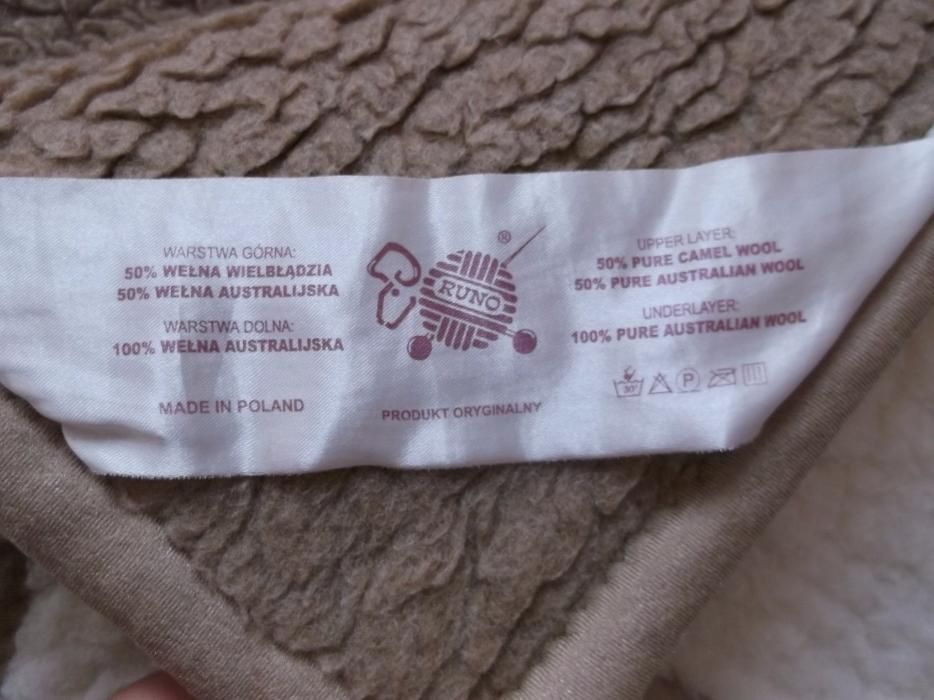 WARSTWA GÓRNA:
50% WEŁNA WIELBŁĄDZIA
50% WEŁNA AUSTRALIJSKA
WARSTWA DOLNA:
100% WEŁNA AUSTRALIJSKA
MADE IN POLAND
®
RUNO
PRODUKT ORYGINALNY
UPPER LAYER:
50% PURE CAMEL WOOL
50% PURE AUSTRALIAN WOOL
UNDERLAYER:
100% PURE AUSTRALIAN WOOL
30° P